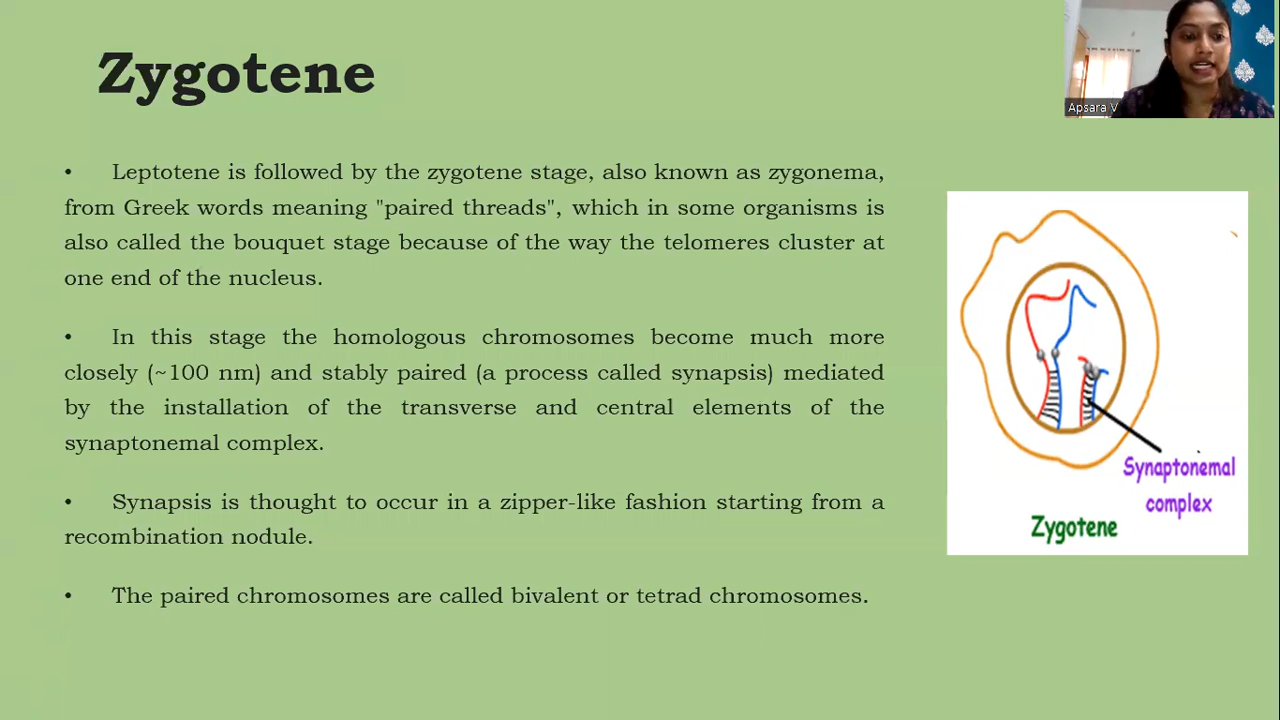 Zygotene
Apsara V
• Leptotene is followed by the zygotene stage, also known as zygonema,
from Greek words meaning "paired threads", which in some organisms is
also called the bouquet stage because of the way the telomeres cluster at
one end of the nucleus.
• In this stage the homologous chromosomes become much more
closely (~100 nm) and stably paired (a process called synapsis) mediated
by the installation of the transverse and central elements of the
synaptonemal complex.
• Synapsis is thought to occur in a zipper-like fashion starting from a
recombination nodule.
• The paired chromosomes are called bivalent or tetrad chromosomes.
Synaptonemal
complex
Zygotene